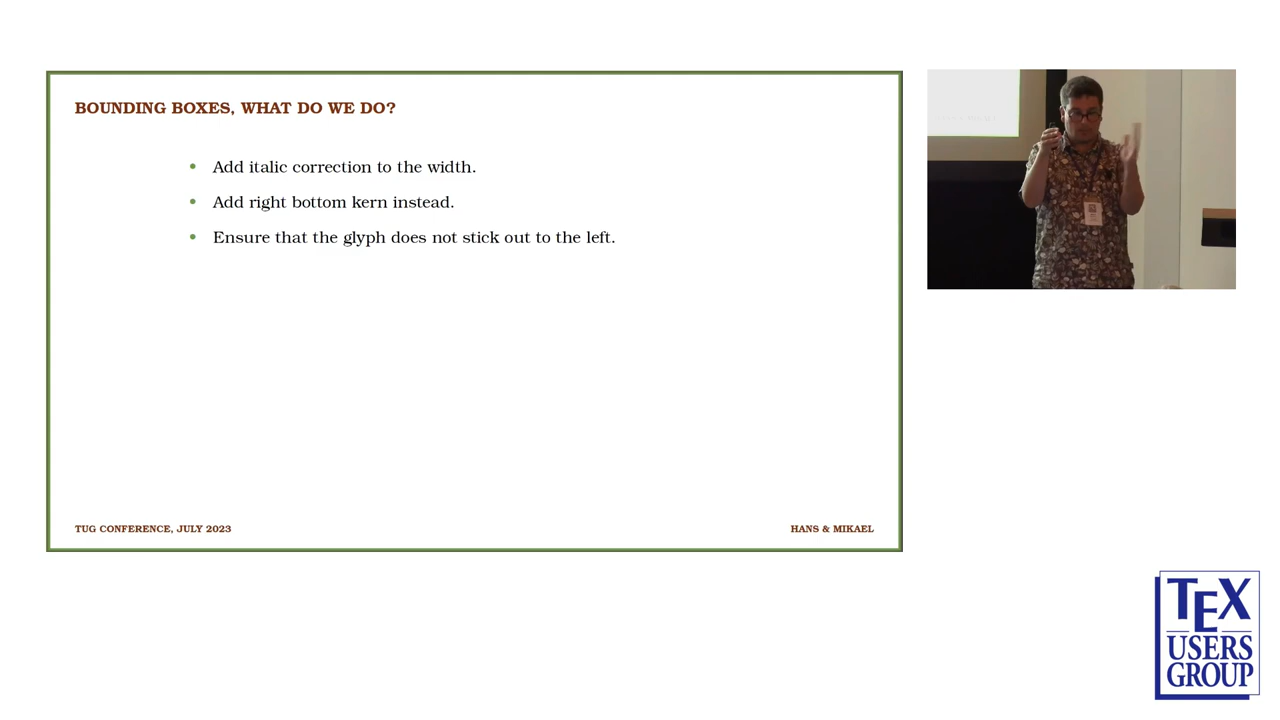 BOUNDING BOXES, WHAT DO WE DO?
• Add italic correction to the width.
• Add right bottom kern instead.
• Ensure that the glyph does not stick out to the left.
TUG CONFERENCE, JULY 2023
HANS & MIKAEL
TEX
USERS
GROUP